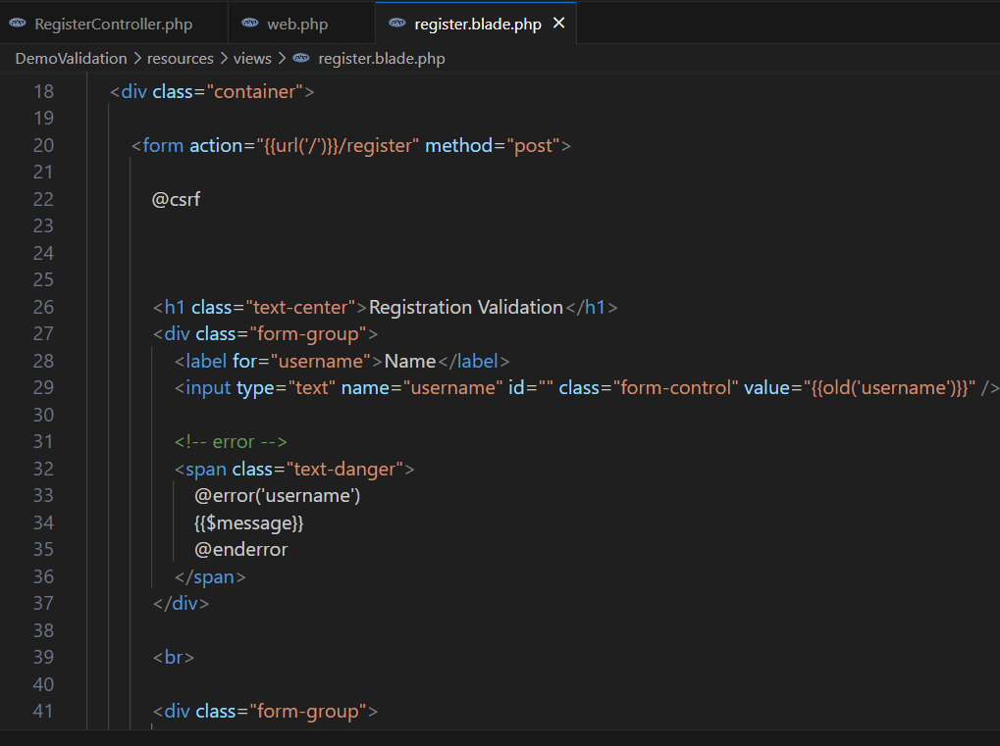 RegisterController.php web.php register.blade.php
DemoValidation > resources > views > register.blade.php
18 <div class="container">
19
20 <form action="{{url('/')}}/register" method="post">
21
22 @csrf
23
24
25
26 <h1 class="text-center">Registration Validation</h1>
27 <div class="form-group">
28 <label for="username">Name</label>
29 <input type="text" name="username" id="" class="form-control" value="{{old('username')}}" />
30
31 <!-- error -->
32 <span class="text-danger">
33 @error('username')
34 {{$message}}
35 @enderror
36 </span>
37 </div>
38
39 <br>
40
41 <div class="form-group">